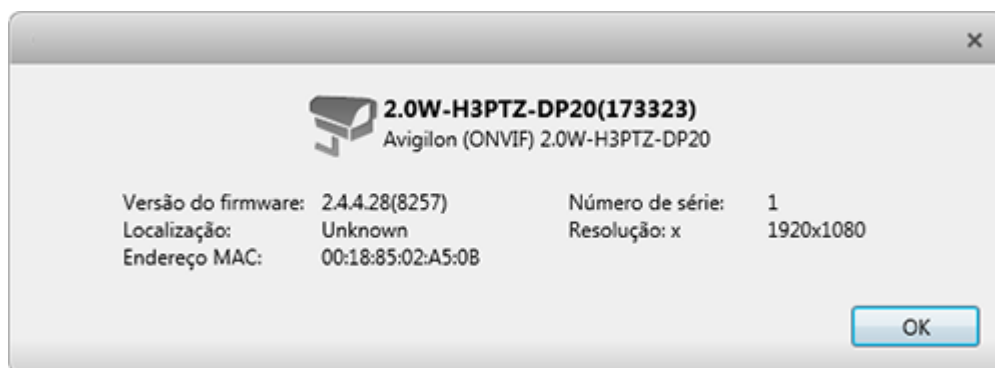 2.0W-H3PTZ-DP20(173323)
Avigilon (ONVIF) 2.0W-H3PTZ-DP20
Versão do firmware: 2.4.4.28(8257) Número de série: 1
Localização: Unknown Resolução: x 1920x1080
Endereço MAC: 00:18:85:02:A5:0B
OK